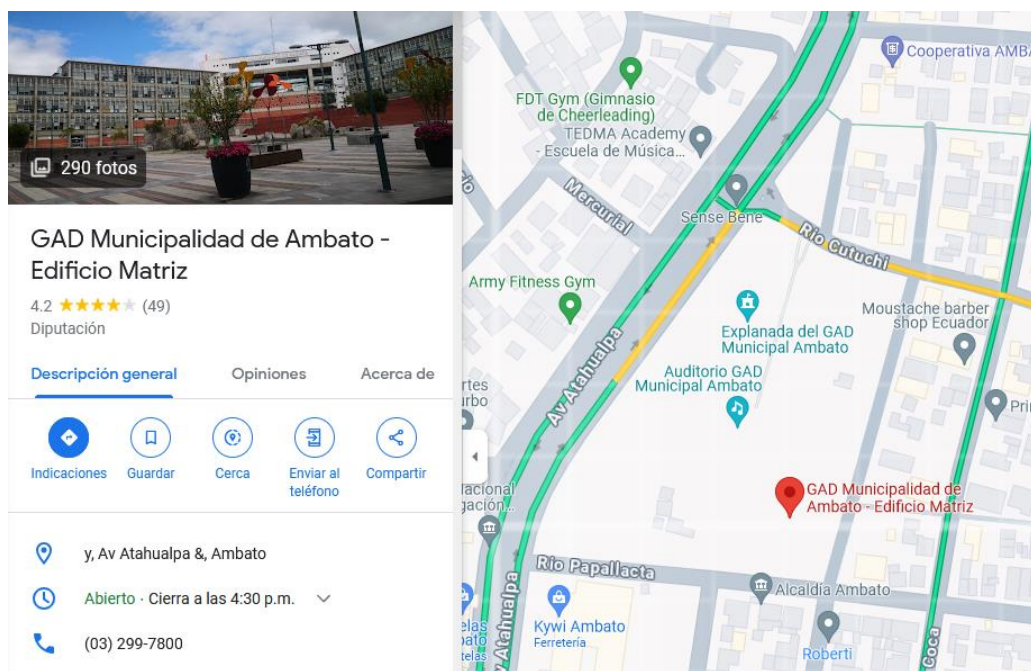 290 fotos
GAD Municipalidad de Ambato -
Edificio Matriz
4.2 (49)
Diputación
Descripción general
Opiniones
Acerca de
Indicaciones
Guardar
Cerca
Enviar al
teléfono
Compartir
y, Av Atahualpa &, Ambato
Abierto · Cierra a las 4:30 p.m.
(03) 299-7800
Cooperativa AMB
FDT Gym (Gimnasio
de Cheerleading)
TEDMA Academy
- Escuela de Música...
Mercurial
Sense Bene
Río Cutuchi
Army Fitness Gym
Explanada del GAD
Municipal Ambato
Moustache barber
shop Ecuador
Av Atahualpa
Auditorio GAD
Municipal Ambato
Pri
GAD Municipalidad de
Ambato - Edificio Matriz
Río Papallacta
Alcaldía Ambato
Kywi Ambato
Ferretería
Roberti
Atahualpa
Coca